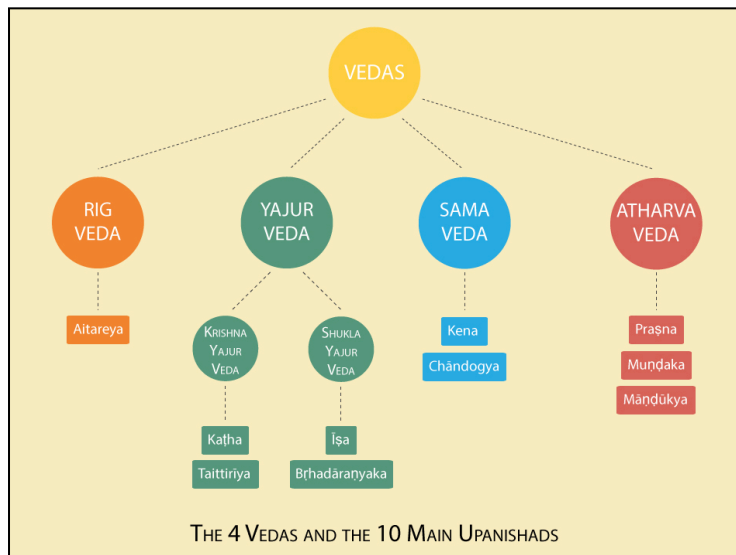 VEDAS
RIG
VEDA
YAJUR
VEDA
SAMA
VEDA
ATHARVA
VEDA
Aitareya
KRISHNA
YAJUR
VEDA
SHUKLA
YAJUR
VEDA
Kena
Chāndogya
Praṣna
Muṇḍaka
Māṇḍūkya
Kaṭha
Taittirīya
Īṣa
Bṛhadāraṇyaka
THE 4 VEDAS AND THE 10 MAIN UPANISHADS